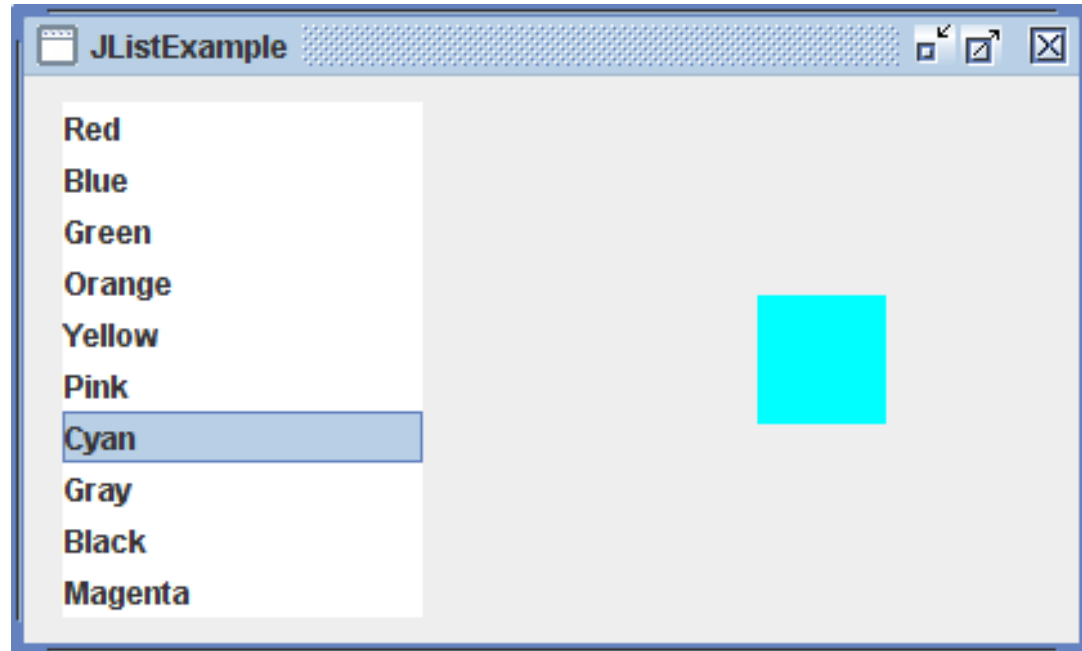 JListExample
Red
Blue
Green
Orange
Yellow
Pink
Cyan
Gray
Black
Magenta